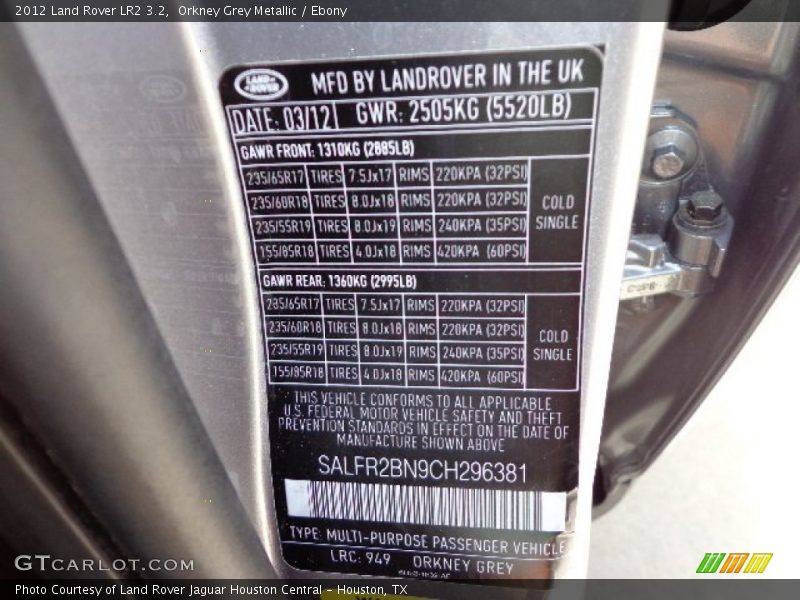 2012 Land Rover LR2 3.2, Orkney Grey Metallic / Ebony
LAND ROVER MFD BY LANDROVER IN THE UK
DATE: 03/12 GWR: 2505KG (5520LB)
GAWR FRONT: 1310KG (2885LB)
235/65R17 TIRES 7.5Jx17 RIMS 220KPA (32PSI)
235/60R18 TIRES 8.0Jx18 RIMS 220KPA (32PSI)
235/55R19 TIRES 8.0Jx19 RIMS 240KPA (35PSI)
155/85R18 TIRES 4.0Jx18 RIMS 420KPA (60PSI)
COLD
SINGLE
GAWR REAR: 1360KG (2995LB)
235/65R17 TIRES 7.5Jx17 RIMS 220KPA (32PSI)
235/60R18 TIRES 8.0Jx18 RIMS 220KPA (32PSI)
235/55R19 TIRES 8.0Jx19 RIMS 240KPA (35PSI)
155/85R18 TIRES 4.0Jx18 RIMS 420KPA (60PSI)
COLD
SINGLE
THIS VEHICLE CONFORMS TO ALL APPLICABLE
U.S. FEDERAL MOTOR VEHICLE SAFETY AND THEFT
PREVENTION STANDARDS IN EFFECT ON THE DATE OF
MANUFACTURE SHOWN ABOVE
SALFR2BN9CH296381
TYPE: MULTI-PURPOSE PASSENGER VEHICLE
LRC: 949 ORKNEY GREY
GTCARLOT.COM
Photo Courtesy of Land Rover Jaguar Houston Central - Houston, TX